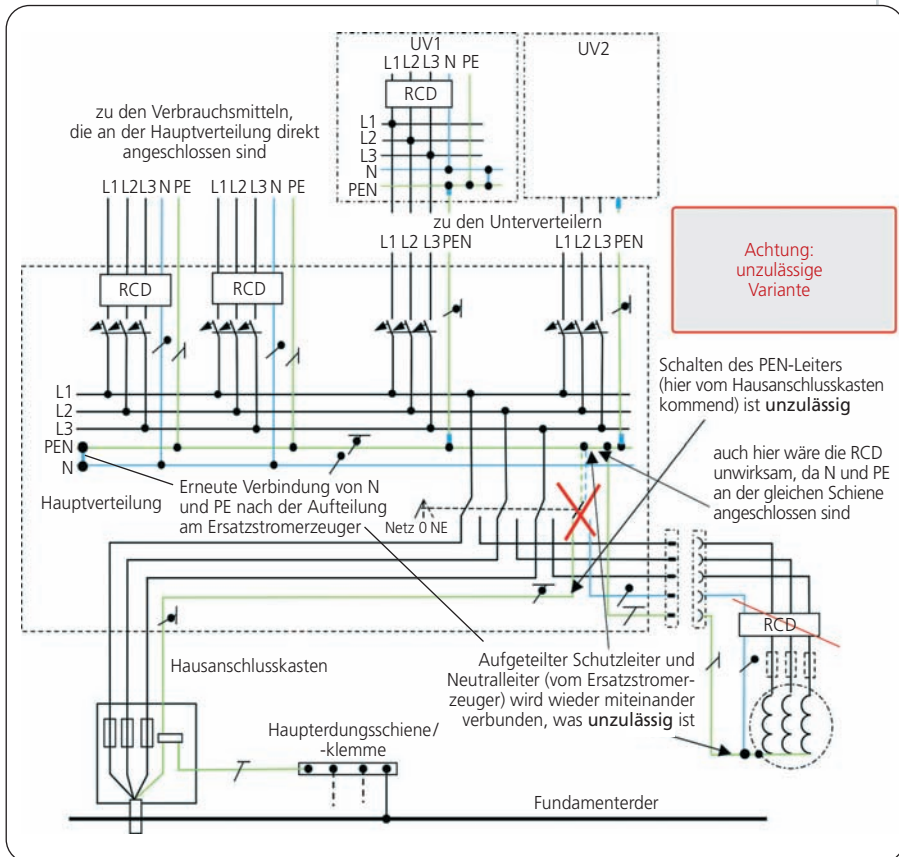 UV1
UV2
L1 L2 L3 N PE
RCD
L1
L2
L3
N
PEN
zu den Verbrauchsmitteln,
die an der Hauptverteilung direkt
angeschlossen sind
L1 L2 L3 N PE
L1 L2 L3 N PE
zu den Unterverteilern
L1 L2 L3 PEN
L1 L2 L3 PEN
Achtung:
unzulässige
Variante
RCD
RCD
L1
L2
L3
PEN
N
Hauptverteilung
Schalten des PEN-Leiters
(hier vom Hausanschlusskasten
kommend) ist unzulässig
auch hier wäre die RCD
unwirksam, da N und PE
an der gleichen Schiene
angeschlossen sind
Erneute Verbindung von N
und PE nach der Aufteilung
am Ersatzstromerzeuger
Netz 0 NE
RCD
Hausanschlusskasten
Aufgeteilter Schutzleiter und
Neutralleiter (vom Ersatzstromer-
zeuger) wird wieder miteinander
verbunden, was unzulässig ist
Haupterdungsschiene/
-klemme
Fundamenterder